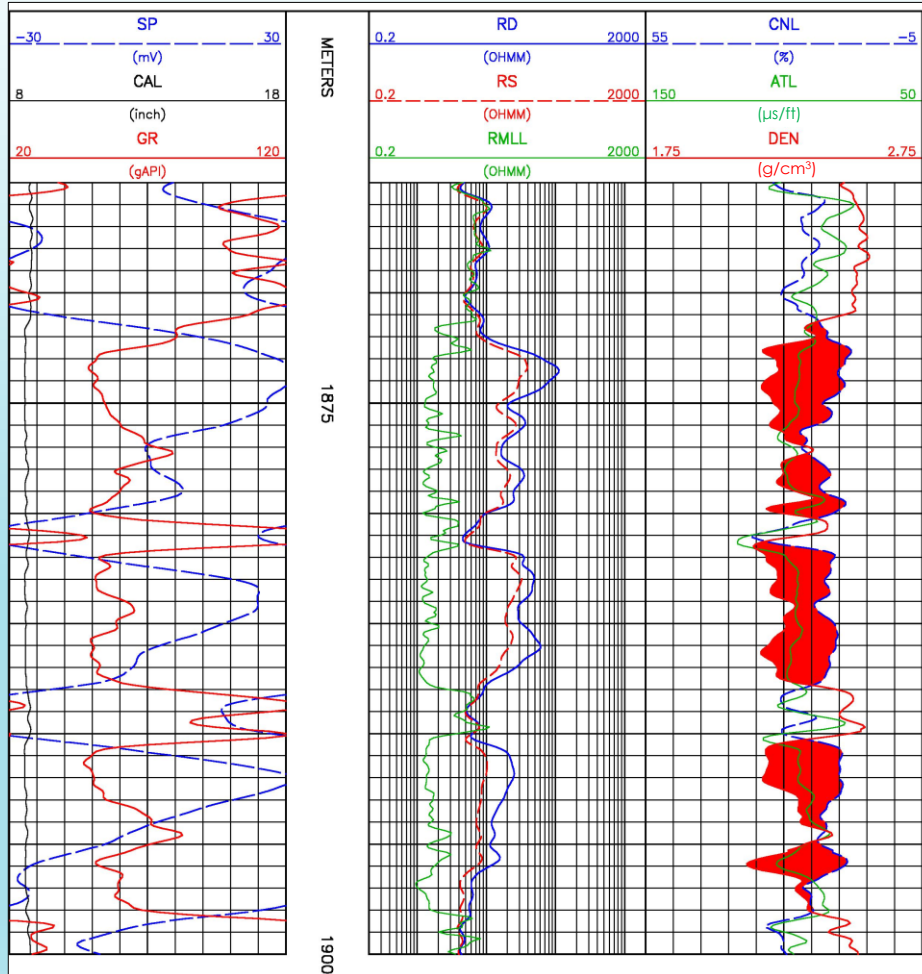 SP
-30 30
(mV)
CAL
8 18
(inch)
GR
20 120
(gAPI)
METERS
1875
1900
RD
0.2 2000
(OHMM)
RS
0.2 2000
(OHMM)
RMLL
0.2 2000
(OHMM)
CNL
55 -5
(%)
ATL
150 50
(µs/ft)
DEN
1.75 2.75
(g/cm³)